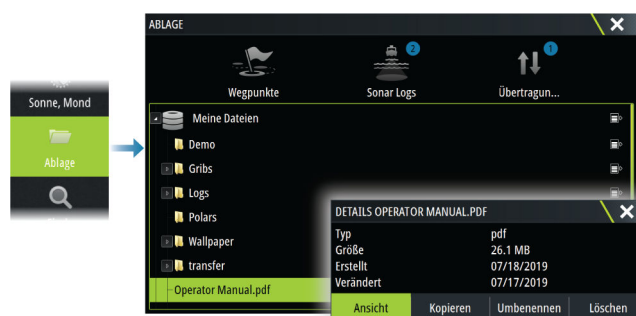 ABLAGE
2
1
Wegpunkte
Sonar Logs
Übertragun...
Sonne, Mond
Ablage
Meine Dateien
Demo
Gribs
Logs
Polars
Wallpaper
transfer
Operator Manual.pdf
DETAILS OPERATOR MANUAL.PDF
Typ pdf
Größe 26.1 MB
Erstellt 07/18/2019
Verändert 07/17/2019
Ansicht Kopieren Umbenennen Löschen